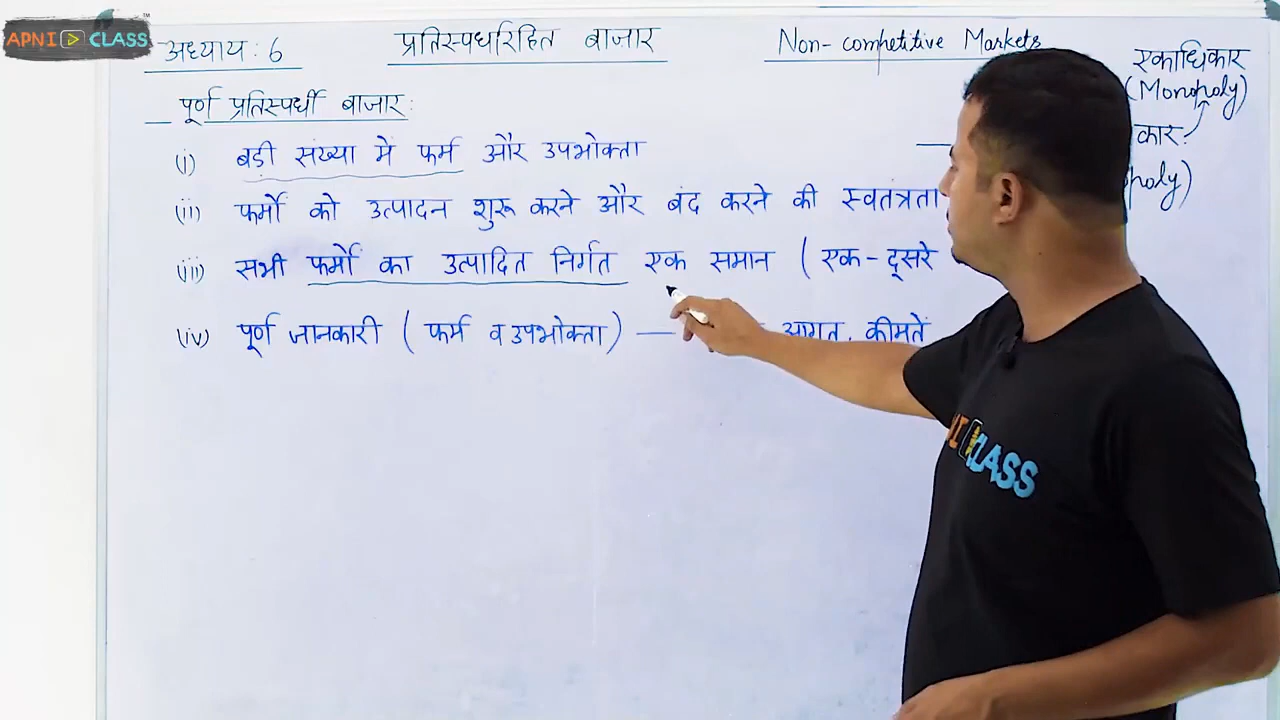 APNI CLASS
अध्याय : 6 प्रतिस्पर्धारहित बाजार Non-competitive Markets
एकाधिकार
(Monopoly)
पूर्ण प्रतिस्पर्धी बाजार :
(i) बड़ी संख्या में फर्म और उपभोक्ता
कार?
(ii) फर्मों को उत्पादन शुरू करने और बंद करने की स्वतंत्रता
(iii) सभी फर्मों का उत्पादित निर्गत एक समान ( एक - दूसरे
(iv) पूर्ण जानकारी ( फर्म व उपभोक्ता ) — आगत, कीमतें
CLASS